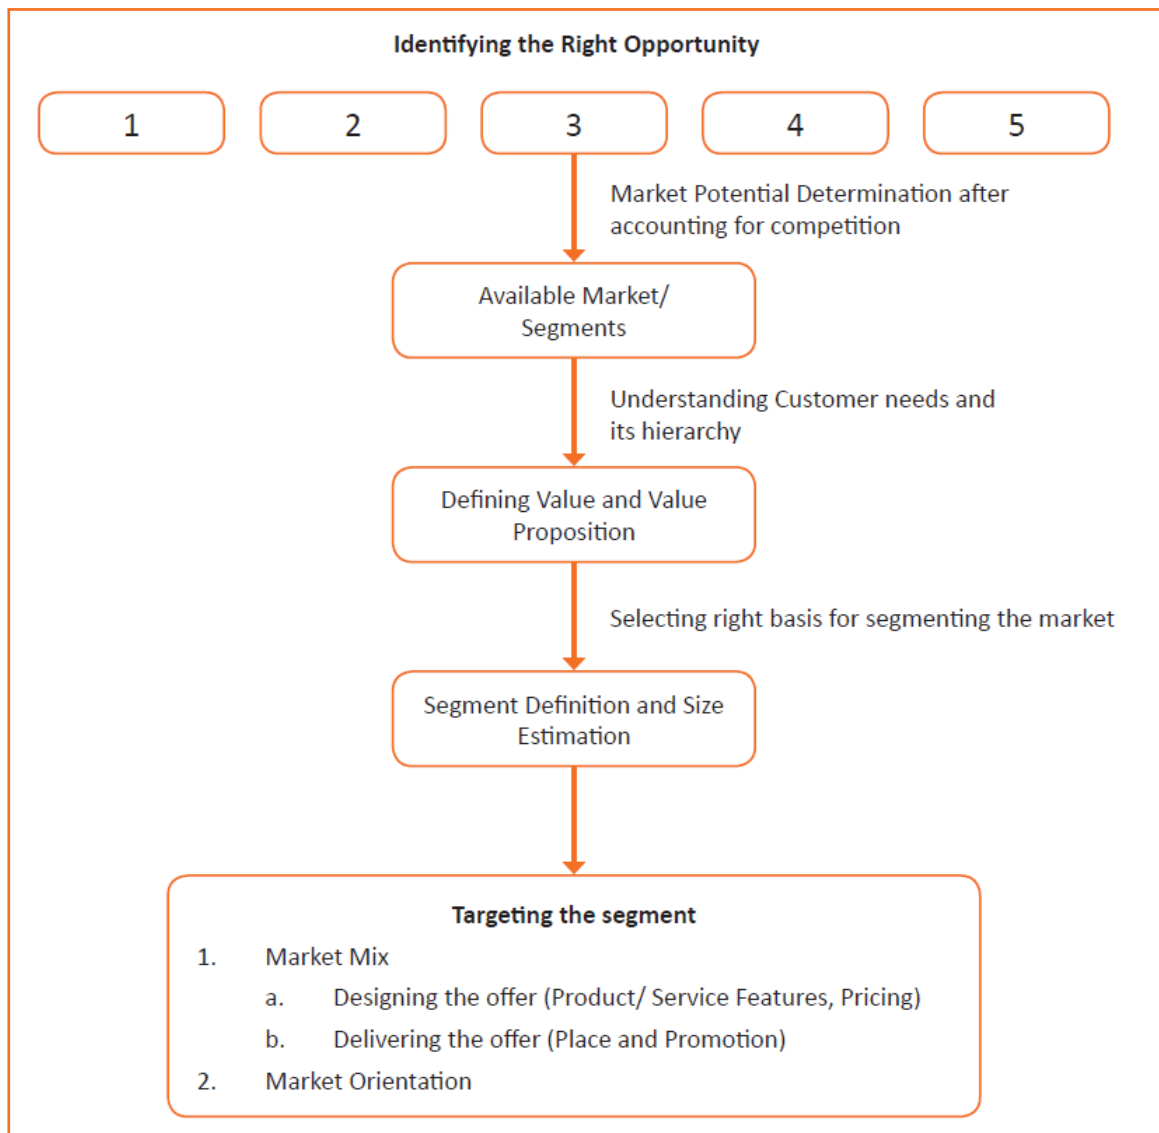 Identifying the Right Opportunity
1 2 3 4 5
Market Potential Determination after
accounting for competition
Available Market/
Segments
Understanding Customer needs and
its hierarchy
Defining Value and Value
Proposition
Selecting right basis for segmenting the market
Segment Definition and Size
Estimation
Targeting the segment
1. Market Mix
a. Designing the offer (Product/ Service Features, Pricing)
b. Delivering the offer (Place and Promotion)
2. Market Orientation